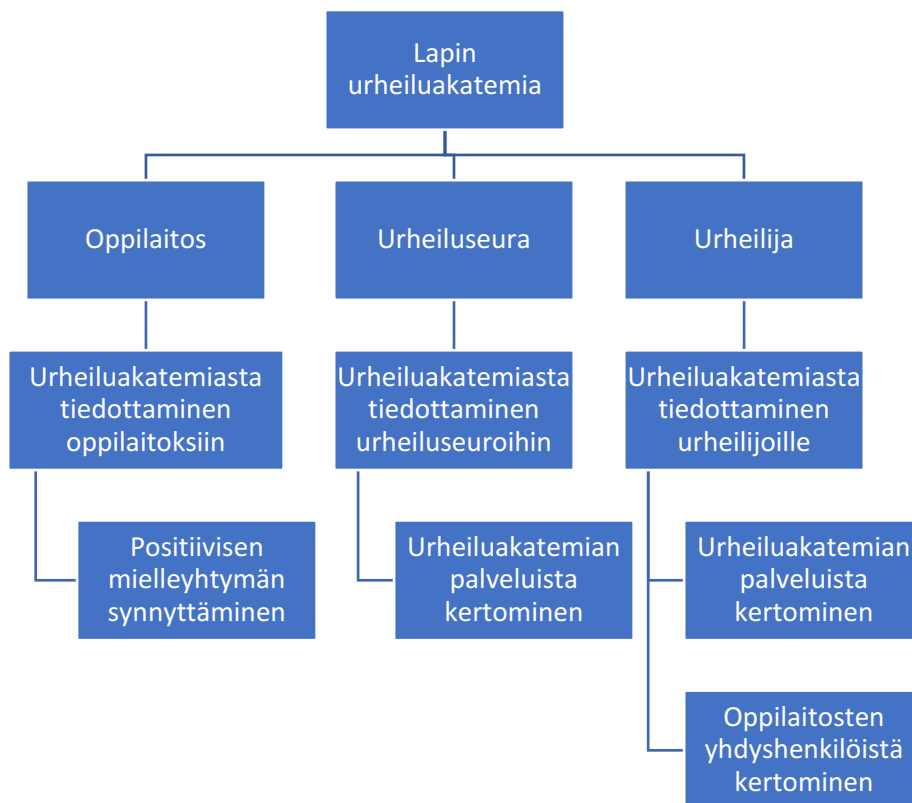 Lapin
urheiluakatemia
Oppilaitos
Urheiluseura
Urheilija
Urheiluakatemiasta
tiedottaminen
oppilaitoksiin
Urheiluakatemiasta
tiedottaminen
urheiluseuroihin
Urheiluakatemiasta
tiedottaminen
urheilijoille
Positiivisen
mielleyhtymän
synnyttäminen
Urheiluakatemian
palveluista
kertominen
Urheiluakatemian
palveluista
kertominen
Oppilaitosten
yhdyshenkilöistä
kertominen